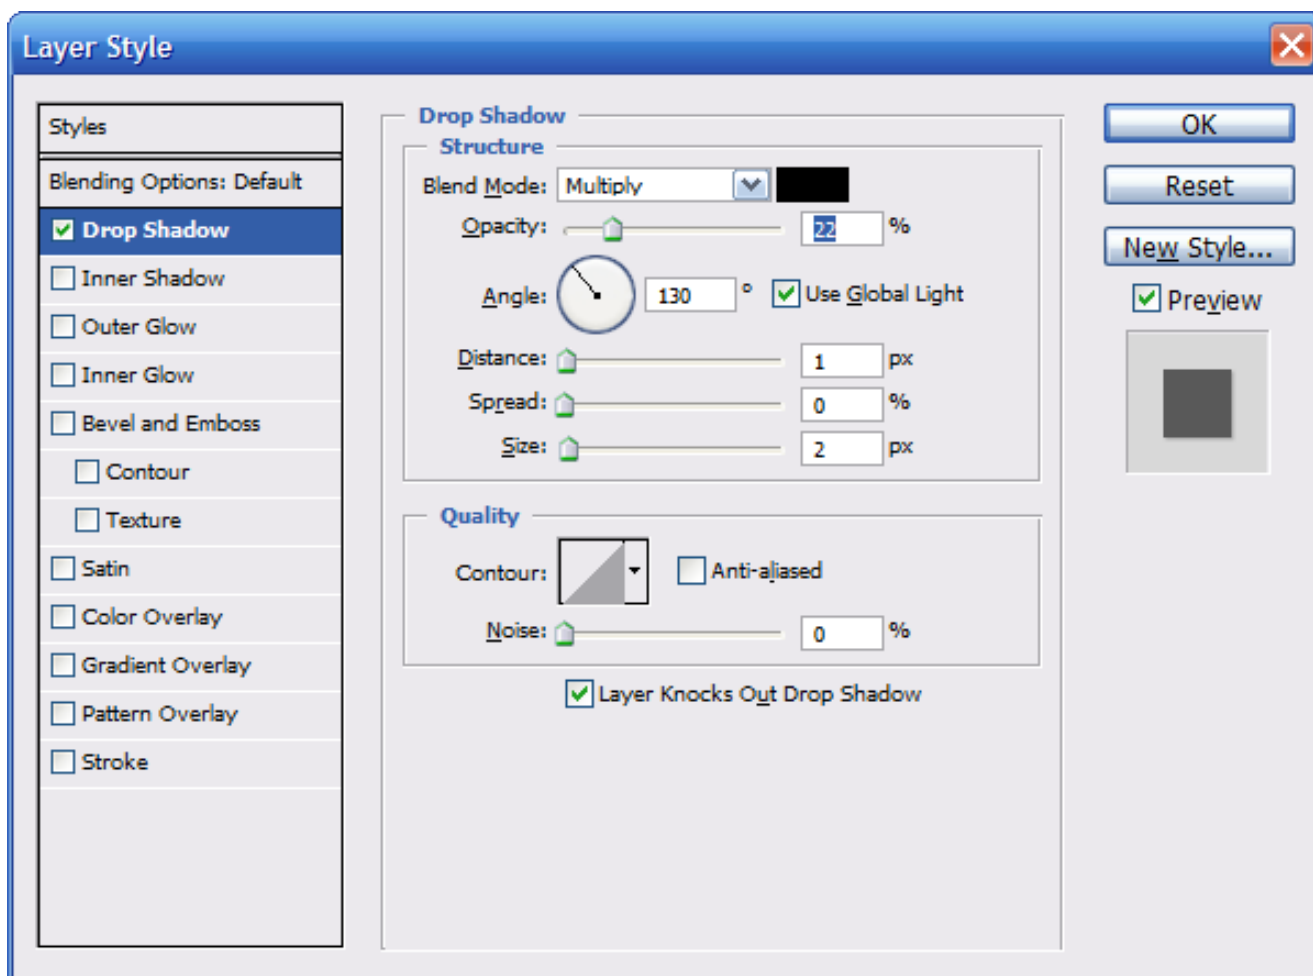 Layer Style
Styles
Blending Options: Default
Drop Shadow
Inner Shadow
Outer Glow
Inner Glow
Bevel and Emboss
Contour
Texture
Satin
Color Overlay
Gradient Overlay
Pattern Overlay
Stroke
Drop Shadow
Structure
Blend Mode: Multiply
Opacity: 22 %
Angle: 130 ° Use Global Light
Distance: 1 px
Spread: 0 %
Size: 2 px
Quality
Contour: Anti-aliased
Noise: 0 %
Layer Knocks Out Drop Shadow
OK
Reset
New Style...
Preview